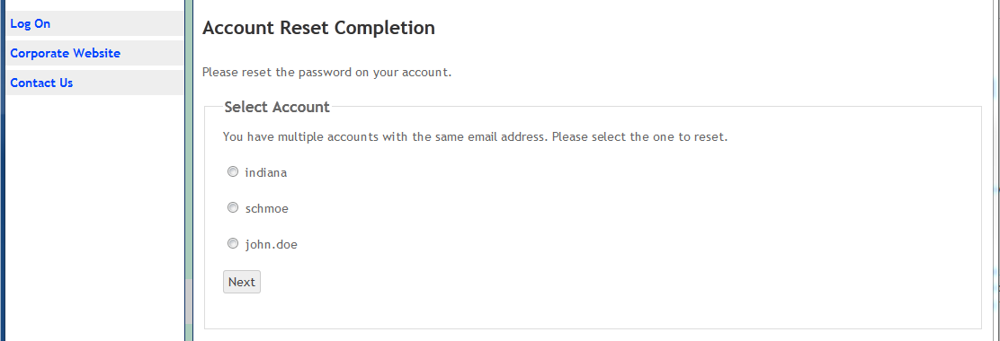 Log On
Corporate Website
Contact Us
Account Reset Completion
Please reset the password on your account.
Select Account
You have multiple accounts with the same email address. Please select the one to reset.
indiana
schmoe
john.doe
Next